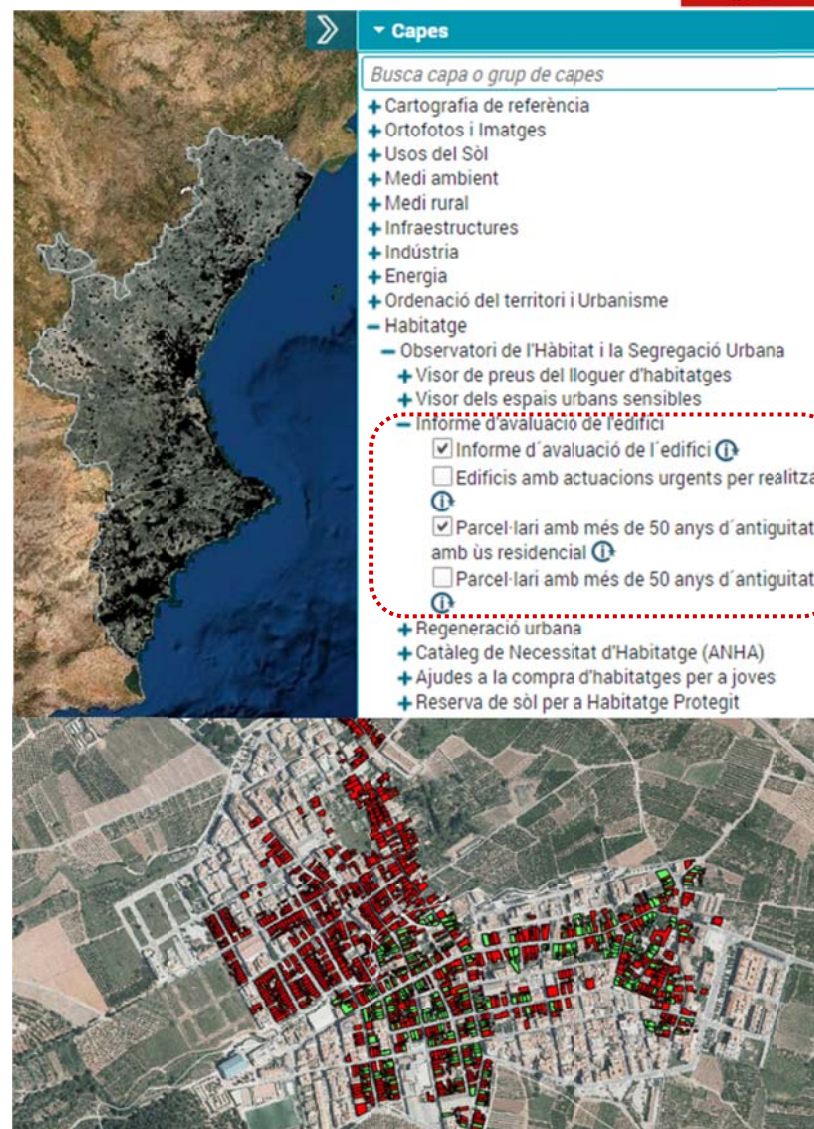 Capes
Busca capa o grup de capes
Cartografia de referència
Ortofotos i Imatges
Usos del Sòl
Medi ambient
Medi rural
Infraestructures
Indústria
Energia
Ordenació del territori i Urbanisme
Habitatge
Observatori de l'Hàbitat i la Segregació Urbana
Visor de preus del lloguer d'habitatges
Visor dels espais urbans sensibles
Informe d'avaluació de l'edifici
Informe d´avaluació de l´edifici
Edificis amb actuacions urgents per realitza
Parcel·lari amb més de 50 anys d´antiguitat
amb ùs residencial
Parcel·lari amb més de 50 anys d´antiguitat
Regeneració urbana
Catàleg de Necessitat d'Habitatge (ANHA)
Ajudes a la compra d'habitatges per a joves
Reserva de sòl per a Habitatge Protegit